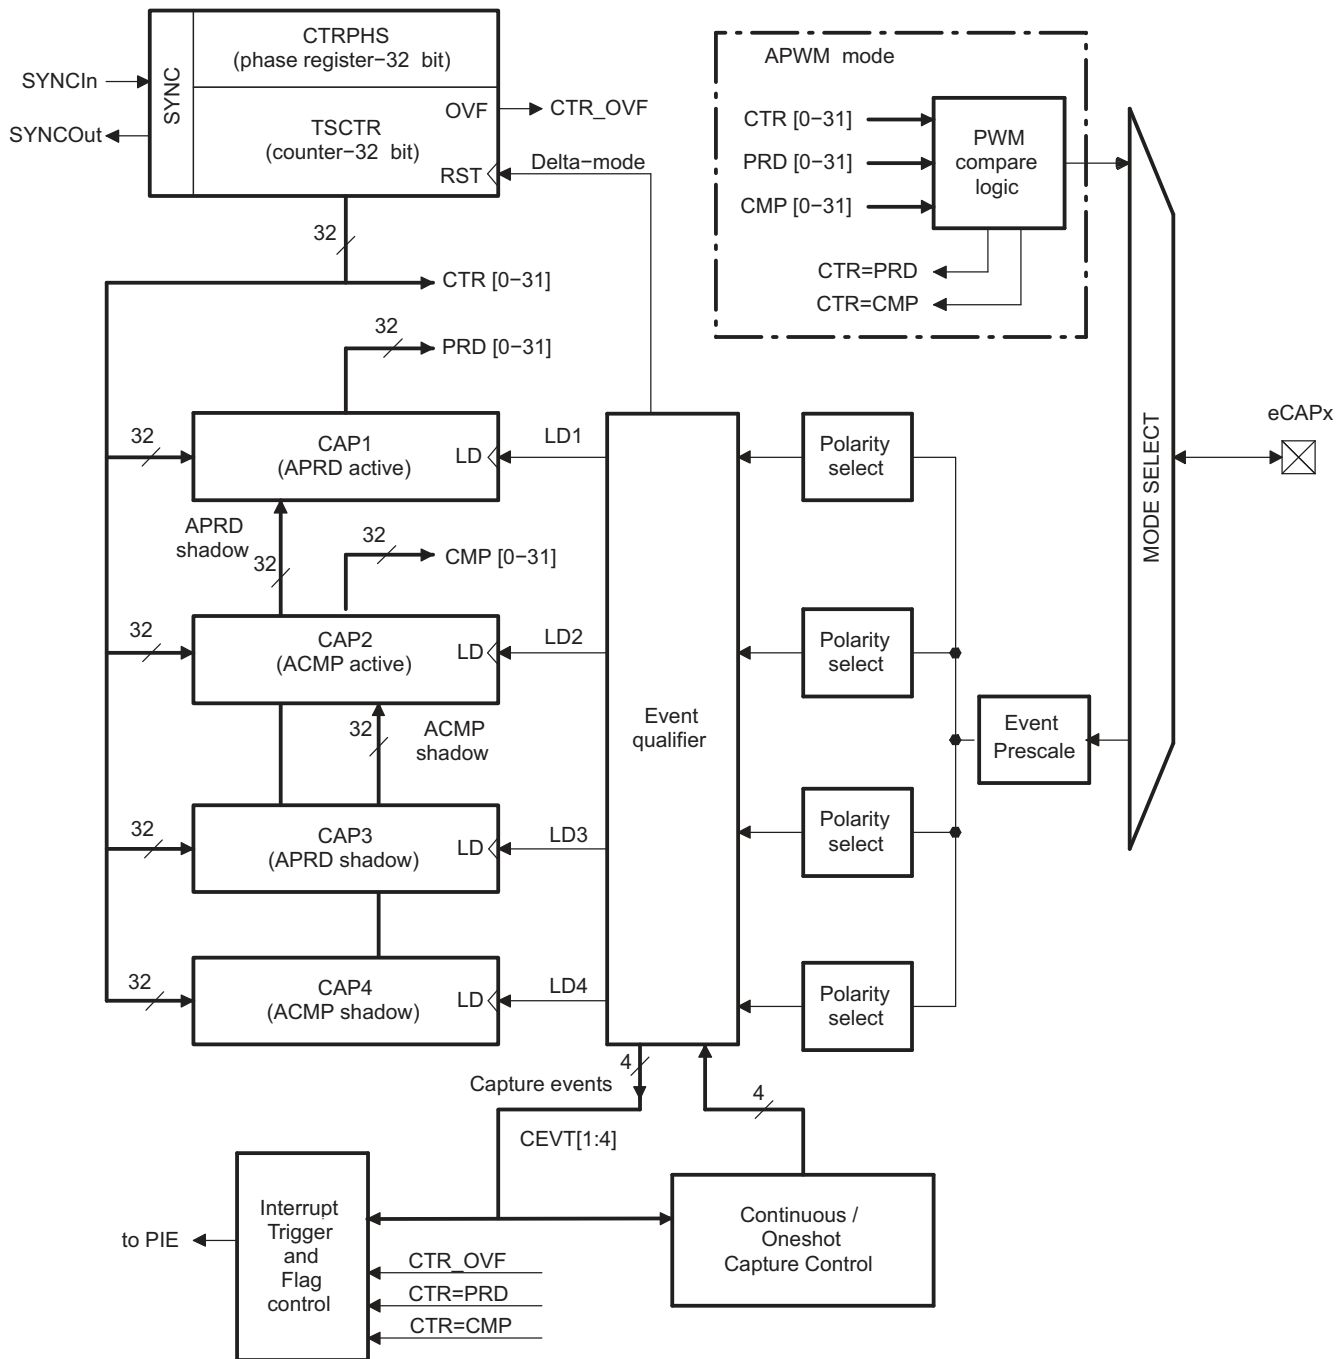 CTRPHS
(phase register−32 bit)
APWM mode
SYNCIn
SYNC
OVF
CTR_OVF
SYNCOut
TSCTR
(counter−32 bit)
RST
Delta−mode
CTR [0−31]
PRD [0−31]
CMP [0−31]
PWM
compare
logic
CTR=PRD
CTR=CMP
32
CTR [0−31]
32
PRD [0−31]
MODE SELECT
eCAPx
32
CAP1
(APRD active)
LD
LD1
Polarity
select
APRD
shadow
32
32
CMP [0−31]
32
CAP2
(ACMP active)
LD
LD2
Polarity
select
32
ACMP
shadow
Event
qualifier
Event
Prescale
32
CAP3
(APRD shadow)
LD
LD3
Polarity
select
32
CAP4
(ACMP shadow)
LD
LD4
Polarity
select
4
Capture events
4
CEVT[1:4]
to PIE
Interrupt
Trigger
and
Flag
control
Continuous /
Oneshot
Capture Control
CTR_OVF
CTR=PRD
CTR=CMP